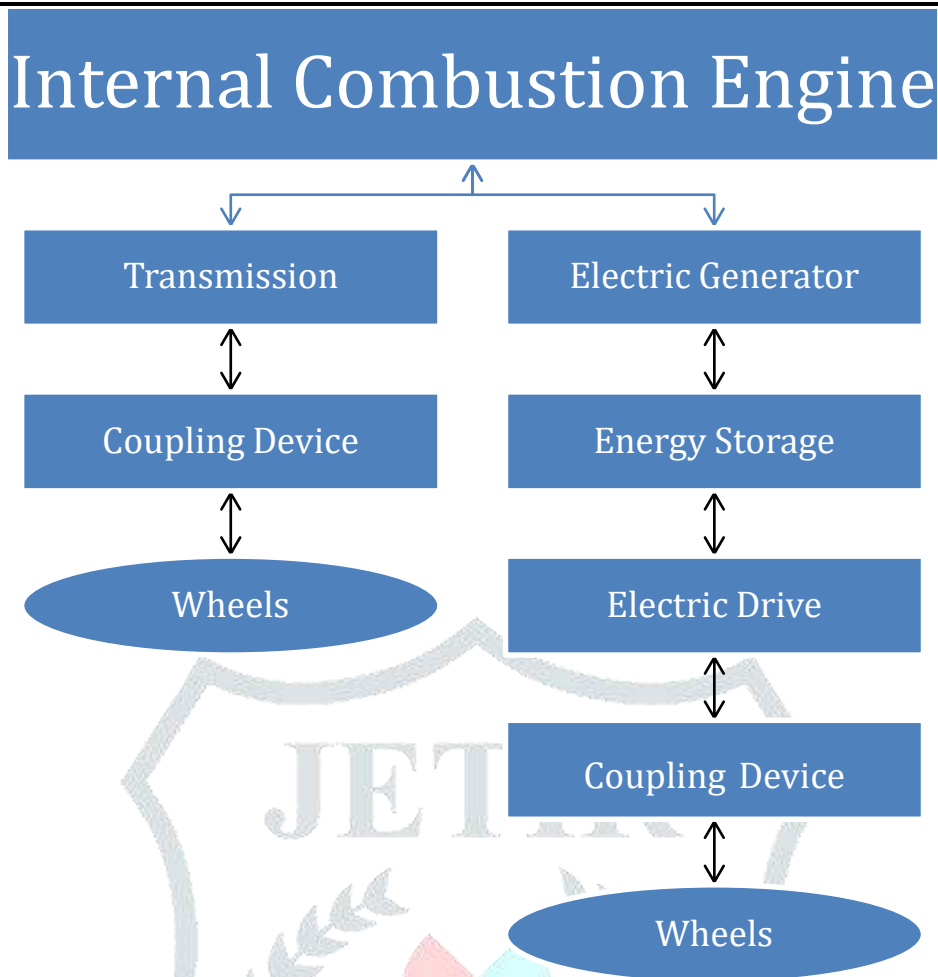 Internal Combustion Engine
Transmission
Electric Generator
Coupling Device
Energy Storage
Wheels
Electric Drive
Coupling Device
Wheels